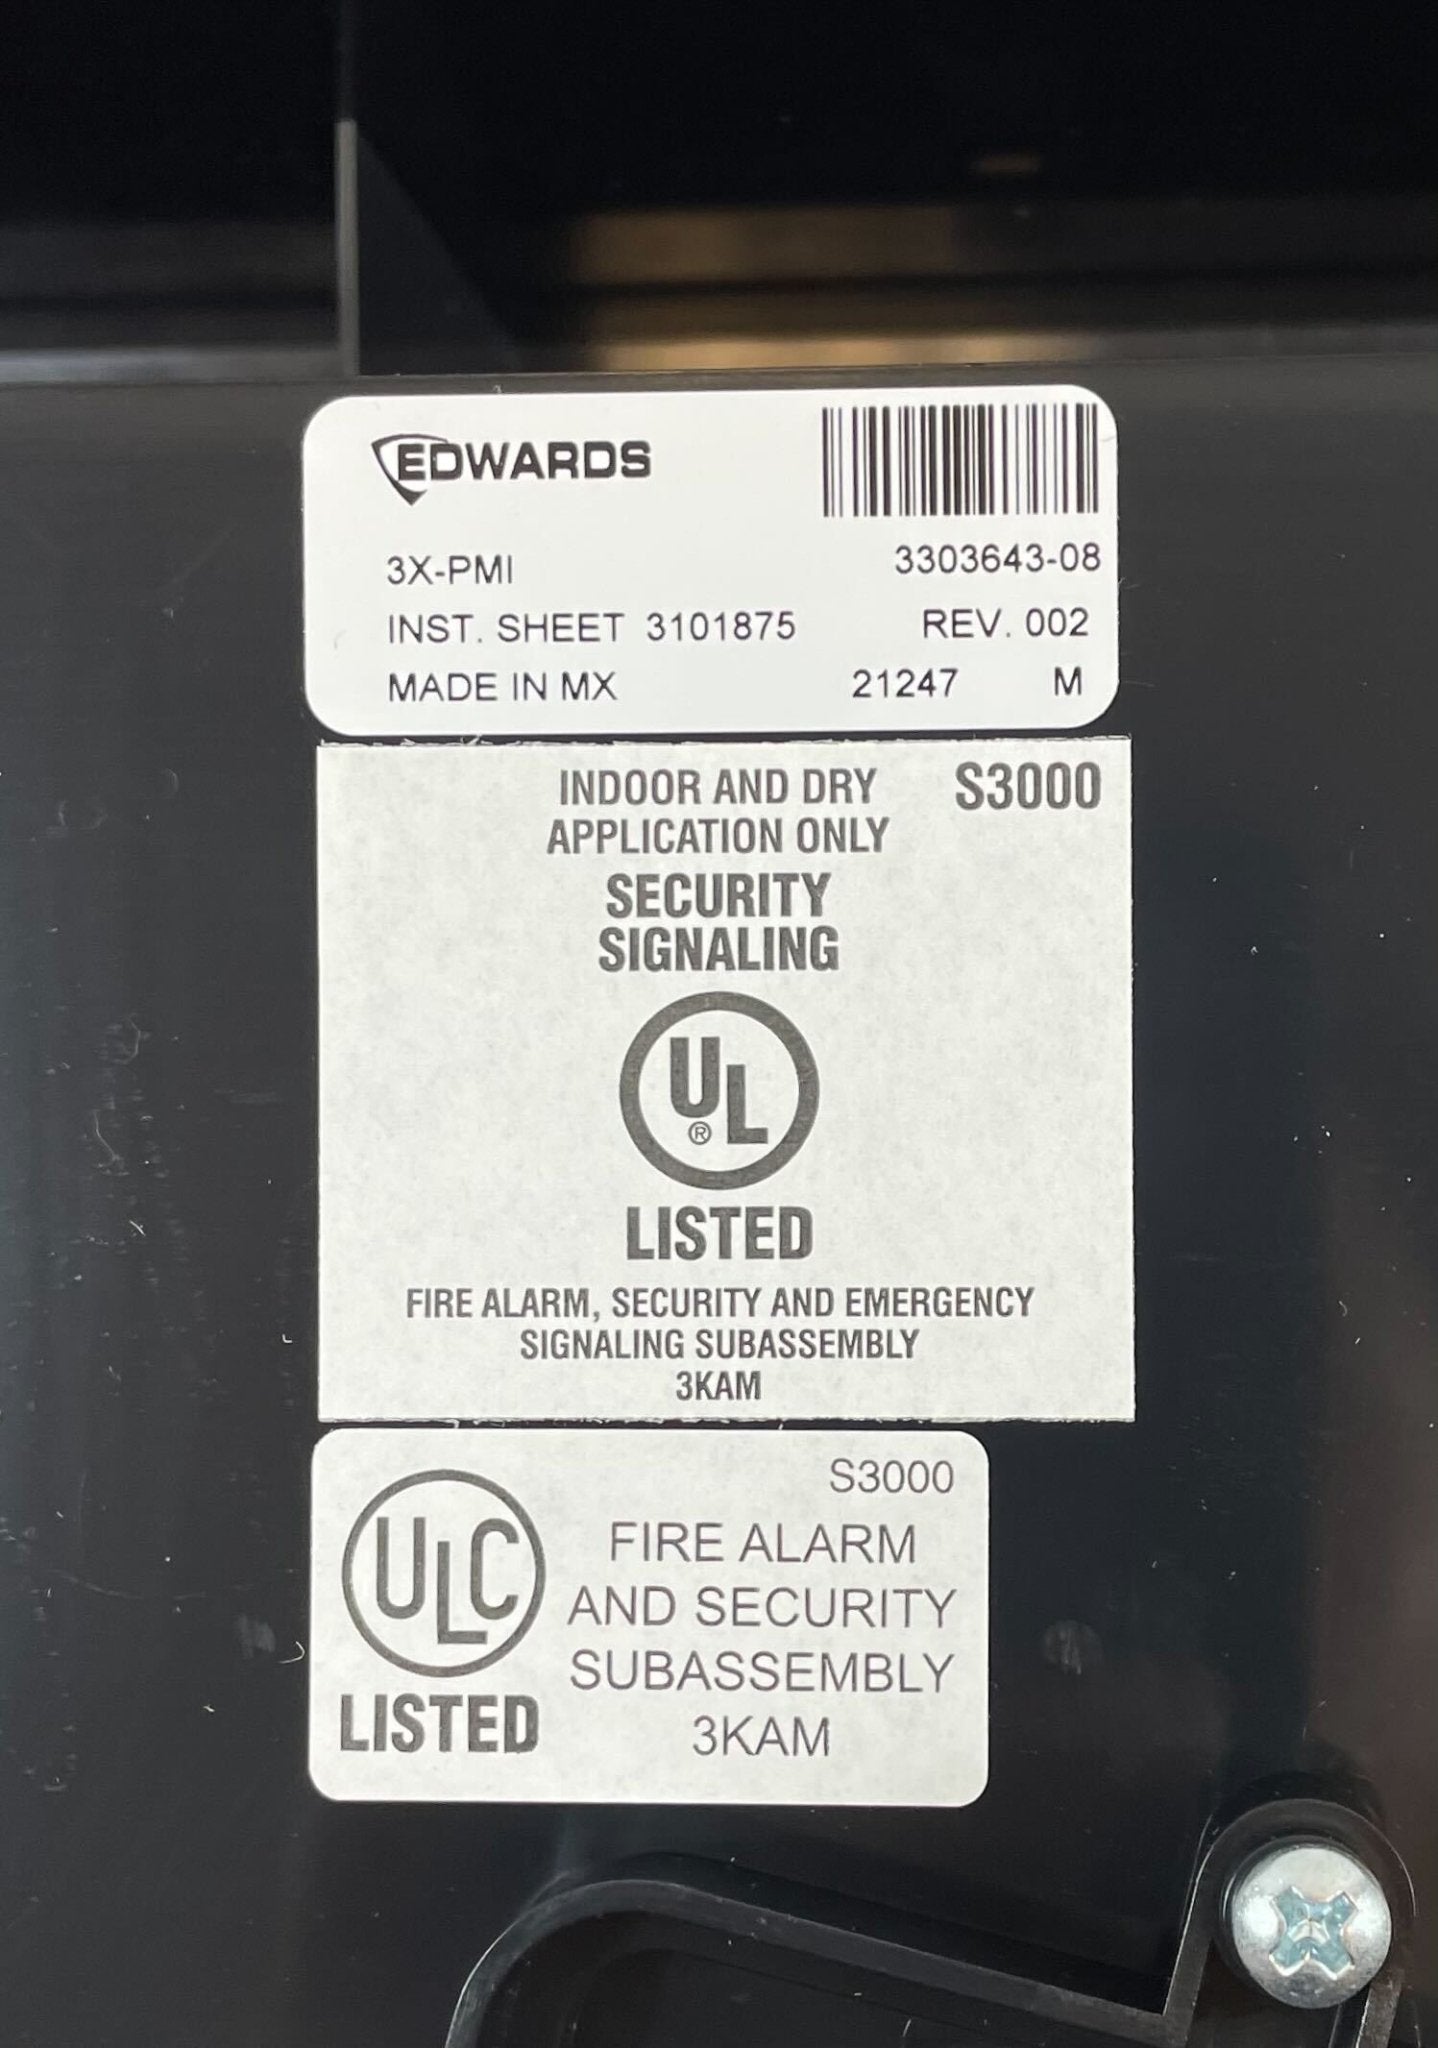 EDWARDS
3X-PMI 3303643-08
INST. SHEET 3101875 REV. 002
MADE IN MX 21247 M
INDOOR AND DRY S3000
APPLICATION ONLY
SECURITY
SIGNALING
UL
®
LISTED
FIRE ALARM, SECURITY AND EMERGENCY
SIGNALING SUBASSEMBLY
3KAM
S3000
ULC
LISTED
FIRE ALARM
AND SECURITY
SUBASSEMBLY
3KAM